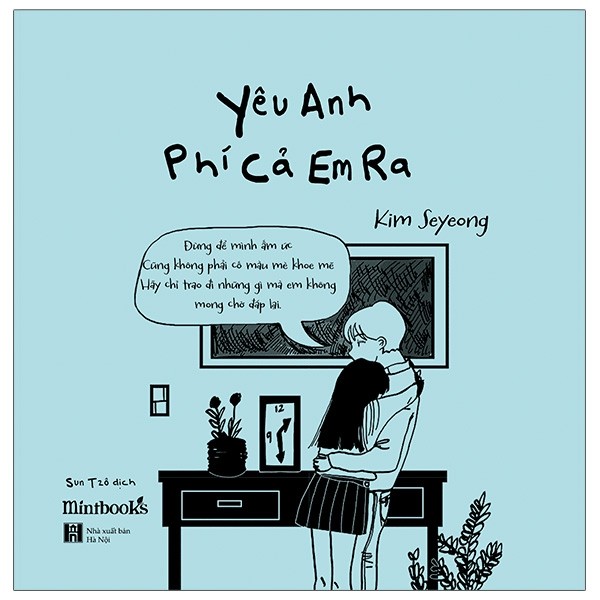 Yêu Anh
Phí Cả Em Ra
Kim Seyeong
Đừng để mình ấm ức
Cũng không phải cố màu mè khoe mẽ
Hãy chỉ trao đi những gì mà em không
mong chờ đáp lại.
12
9
Sun Tzô dịch
mintbooks
Nhà xuất bản
Hà Nội